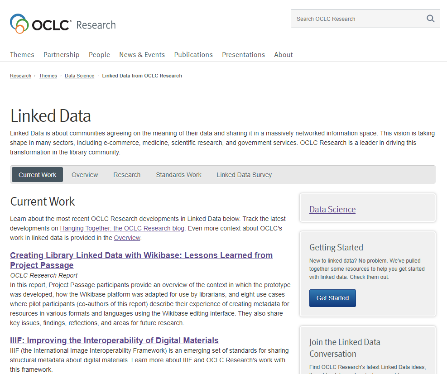 OCLC Research
Search OCLC Research
Themes Partnership People News & Events Publications Presentations About
Research Themes Data Science Linked Data from OCLC Research
Linked Data
Linked Data is about communities agreeing on the meaning of their data and sharing it in a massively networked information space. This vision is taking
shape in many sectors, including e-commerce, medicine, scientific research, and government services. OCLC Research is a leader in driving this
transformation in the library community.
Current Work Overview Research Standards Work Linked Data Survey
Current Work
Learn about the most recent OCLC Research developments in Linked Data below. Track the latest
developments on Hanging Together, the OCLC Research blog. Even more context about OCLC's
work in linked data is provided in the Overview.
Creating Library Linked Data with Wikibase: Lessons Learned from
Project Passage
OCLC Research Report
In this report, Project Passage participants provide an overview of the context in which the prototype
was developed, how the Wikibase platform was adapted for use by librarians, and eight use cases
where pilot participants (co-authors of this report) describe their experience of creating metadata for
resources in various formats and languages using the Wikibase editing interface. They also share
key issues, findings, reflections, and areas for future research.
IIIF: Improving the Interoperability of Digital Materials
IIIF (the International Image Interoperability Framework) is an emerging set of standards for sharing
structural metadata about digital materials. Learn more about IIIF and OCLC Research's work with
this framework.
Data Science
Getting Started
New to linked data? No problem. We've pulled
together some resources to help you get started
with linked data. Check them out.
Get Started
Join the Linked Data
Conversation
Find OCLC Research's latest Linked Data ideas,